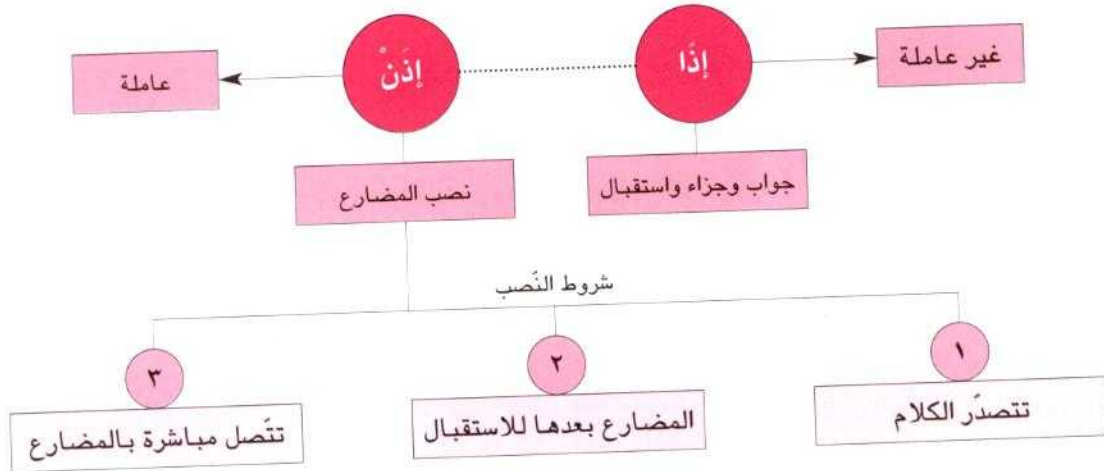 غير عاملة
إذَا
إذَنْ
عاملة
جواب وجزاء واستقبال
نصب المضارع
شروط النّصب
١
٢
٣
تتصدّر الكلام
المضارع بعدها للاستقبال
تتّصل مباشرة بالمضارع